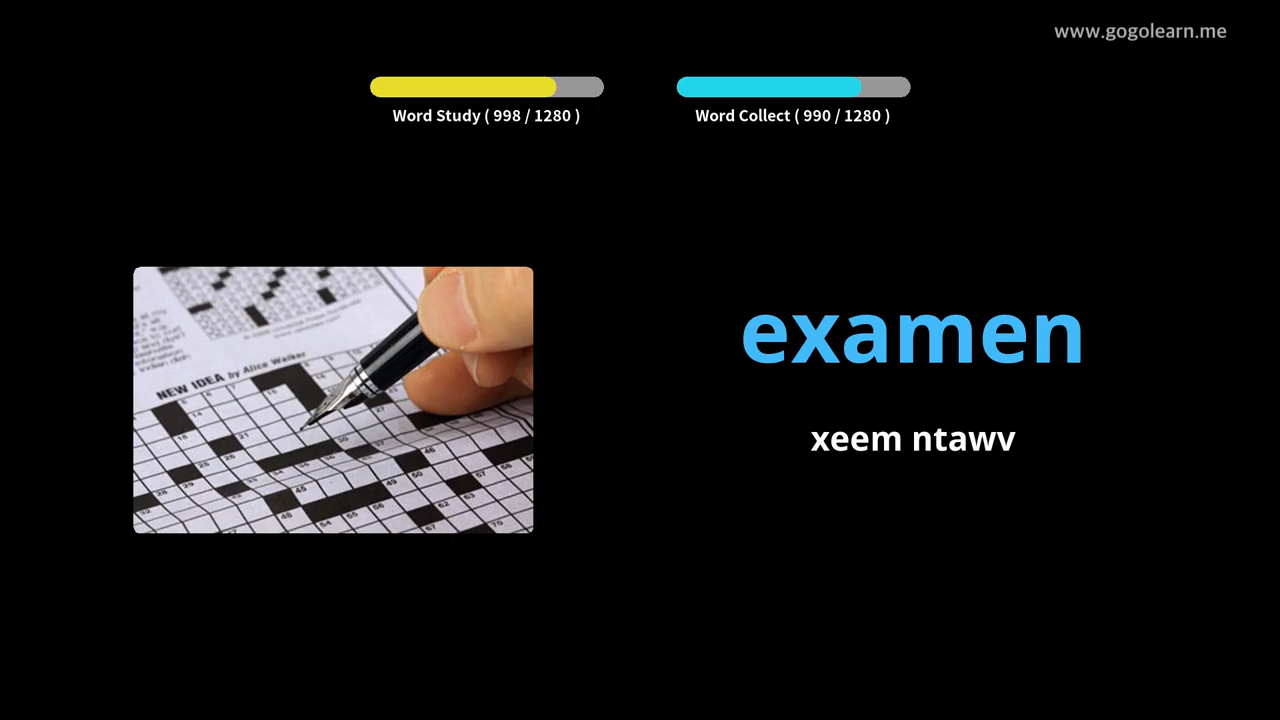 www.gogolearn.me
Word Study ( 998 / 1280 )
Word Collect ( 990 / 1280 )
NEW IDEA by Alice Walker
examen
xeem ntawv